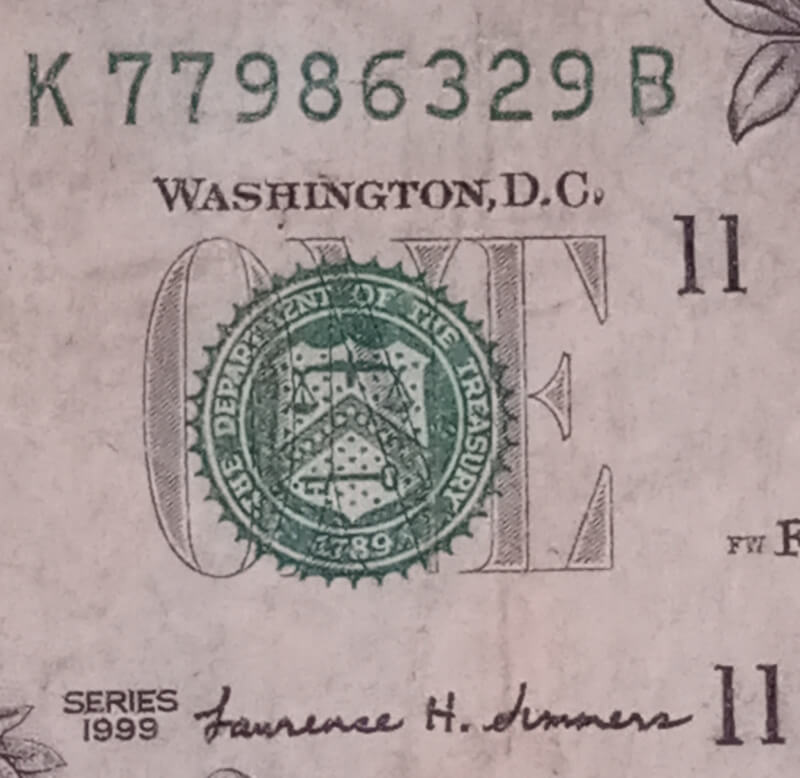 K 77986329 B
WASHINGTON, D.C.
11
ONE
THE DEPARTMENT OF THE TREASURY
1789
FW F
SERIES
1999
Lawrence H. Summers
11